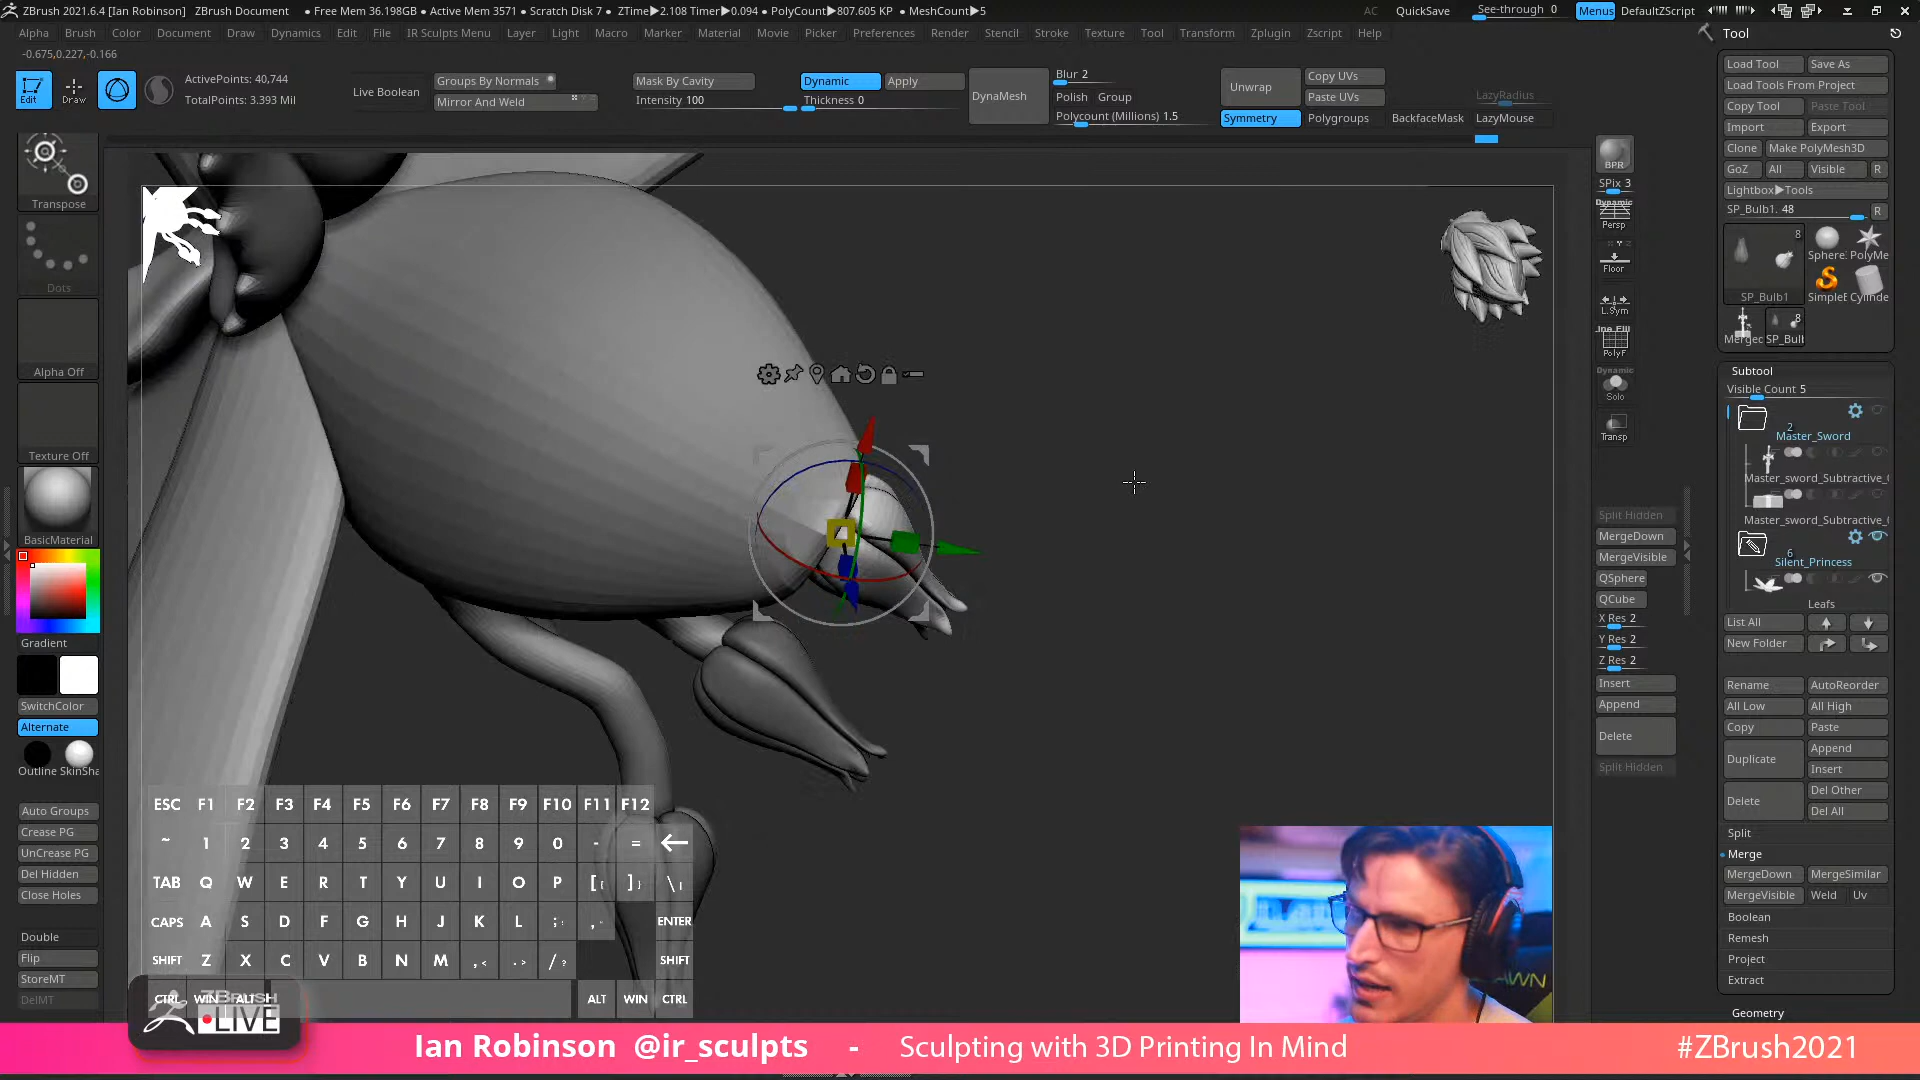 ZBrush 2021.6.4 [Ian Robinson] ZBrush Document • Free Mem 36.198GB • Active Mem 3571 • Scratch Disk 7 • ZTime▶2.108 Timer▶0.094 • PolyCount▶807.605 KP • MeshCount▶5 AC QuickSave See-through 0 Menus DefaultZScript
Alpha Brush Color Document Draw Dynamics Edit File IR Sculpts Menu Layer Light Macro Marker Material Movie Picker Preferences Render Stencil Stroke Texture Tool Transform Zplugin Zscript Help
-0.675,0.227,-0.166
Edit Draw
ActivePoints: 40,744
TotalPoints: 3.393 Mil
Live Boolean
Groups By Normals
Mirror And Weld
Mask By Cavity
Intensity 100
Dynamic Apply
Thickness 0
DynaMesh
Blur 2
Polish Group
Polycount (Millions) 1.5
Unwrap
Copy UVs
Paste UVs
Symmetry Polygroups BackfaceMask
LazyRadius
LazyMouse
Transpose
Dots
Alpha Off
Texture Off
BasicMaterial
Gradient
SwitchColor
Alternate
Outline SkinSha
Auto Groups
Crease PG
UnCrease PG
Del Hidden
Close Holes
Double
Flip
StoreMT
DelMT
BPR
SPix 3
Dynamic
Persp
Floor
L.Sym
Line Fill
PolyF
Dynamic
Solo
Transp
Split Hidden
MergeDown
MergeVisible
QSphere
QCube
X Res 2
Y Res 2
Z Res 2
Insert
Append
Delete
Split Hidden
Tool
Load Tool Save As
Load Tools From Project
Copy Tool Paste Tool
Import Export
Clone Make PolyMesh3D
GoZ All Visible R
Lightbox▶Tools
SP_Bulb1. 48 R
8
Sphere. PolyMe
SP_Bulb1 SimpleB Cylinde
8
Mergec SP_Bull
Subtool
Visible Count 5
2
Master_Sword
Master_sword_Subtractive_0
Master_sword_Subtractive_0
6
Silent_Princess
Leafs
List All
New Folder
Rename AutoReorder
All Low All High
Copy Paste
Duplicate Append
Insert
Delete Del Other
Del All
Split
Merge
MergeDown MergeSimilar
MergeVisible Weld Uv
Boolean
Remesh
Project
Extract
Geometry
ESC F1 F2 F3 F4 F5 F6 F7 F8 F9 F10 F11 F12
~ 1 2 3 4 5 6 7 8 9 0 - = ←
TAB Q W E R T Y U I O P [ { ] } \ |
CAPS A S D F G H J K L ; : ENTER
SHIFT Z X C V B N M , < . > / ? SHIFT
CTRL WIN ALT ALT WIN CTRL
ZBRUSH
•LIVE
Ian Robinson @ir_sculpts - Sculpting with 3D Printing In Mind #ZBrush2021